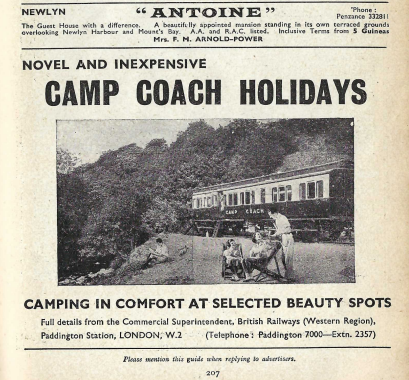 NEWLYN "ANTOINE" 'Phone: Penzance 332811
The Guest House with a difference. A beautifully appointed mansion standing in its own terraced grounds
overlooking Newlyn Harbour and Mount's Bay. A.A. and R.A.C. listed. Inclusive Terms from 5 Guineas
Mrs. F. M. ARNOLD-POWER
NOVEL AND INEXPENSIVE
CAMP COACH HOLIDAYS
CAMP COACH
CAMPING IN COMFORT AT SELECTED BEAUTY SPOTS
Full details from the Commercial Superintendent, British Railways (Western Region),
Paddington Station, LONDON, W.2 (Telephone: Paddington 7000—Extn. 2357)
Please mention this guide when replying to advertisers.
207